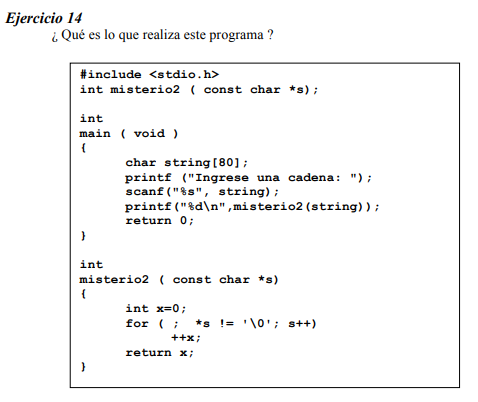 Ejercicio 14
¿ Qué es lo que realiza este programa ?
#include <stdio.h>
int misterio2 ( const char *s);
int
main ( void )
{
char string[80];
printf ("Ingrese una cadena: ");
scanf("%s", string);
printf("%d\n",misterio2(string));
return 0;
}
int
misterio2 ( const char *s)
{
int x=0;
for ( ; *s != '\0'; s++)
++x;
return x;
}